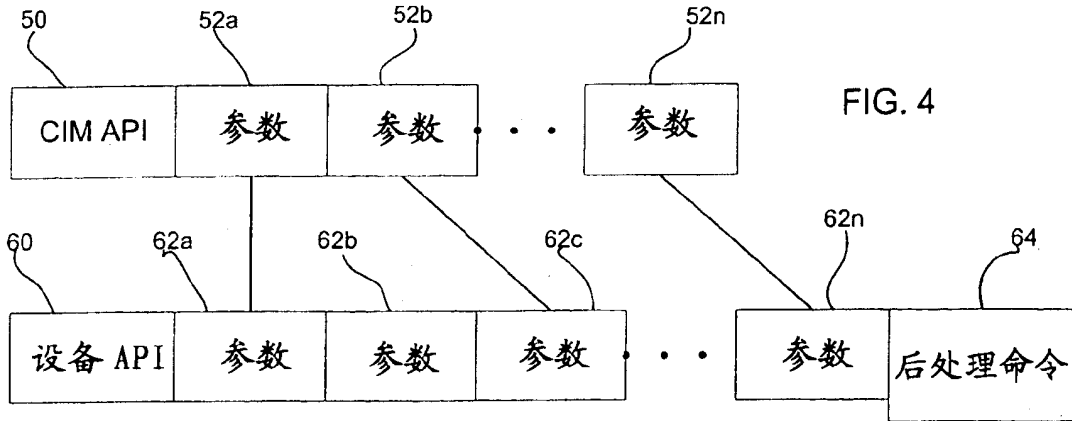 50 52a 52b 52n
FIG. 4
CIM API 参数 参数 • • • 参数
60 62a 62b 62c 62n 64
设备 API 参数 参数 参数 • • • 参数 后处理命令